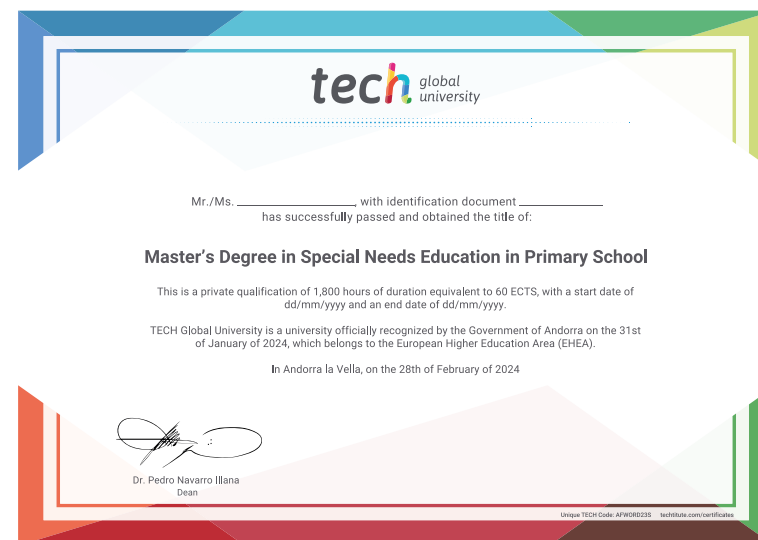 tech global university
Mr./Ms. ____________, with identification document ____________
has successfully passed and obtained the title of:
Master's Degree in Special Needs Education in Primary School
This is a private qualification of 1,800 hours of duration equivalent to 60 ECTS, with a start date of
dd/mm/yyyy and an end date of dd/mm/yyyy.
TECH Global University is a university officially recognized by the Government of Andorra on the 31st
of January of 2024, which belongs to the European Higher Education Area (EHEA).
In Andorra la Vella, on the 28th of February of 2024
Dr. Pedro Navarro Illana
Dean
Unique TECH Code: AFWORD23S techtitute.com/certificates